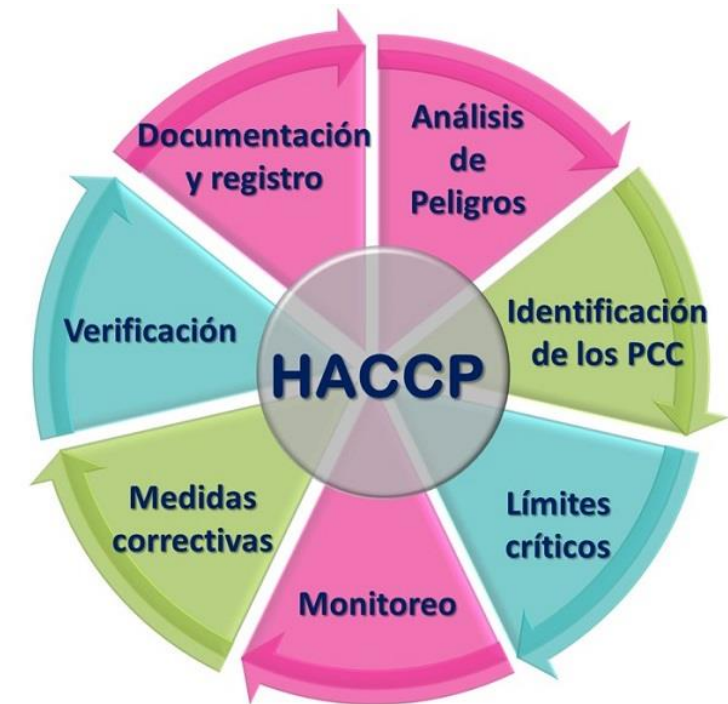 HACCP
Análisis
de
Peligros
Identificación
de los PCC
Límites
críticos
Monitoreo
Medidas
correctivas
Verificación
Documentación
y registro